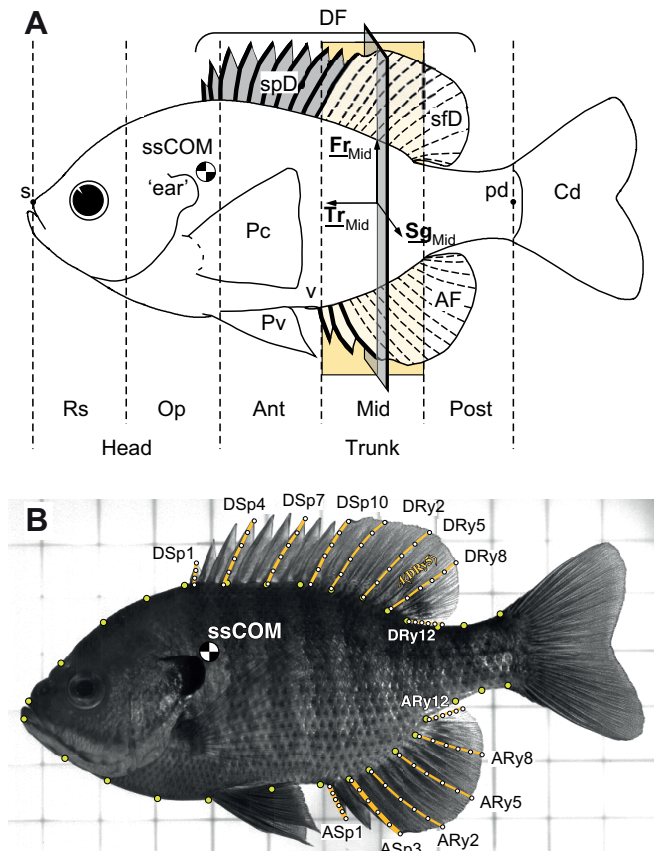 A
DF
spD
sfD
ssCOM
Fr Mid
'ear'
s
pd
Cd
Tr Mid
Pc
Sg Mid
v
AF
Pv
Rs Op Ant Mid Post
Head Trunk
B
DSp4
DSp7
DSp10
DRy2
DRy5
DSp1
DRy8
ℓ(DRy5)
ssCOM
DRy12
ARy12
ARy8
ARy5
ASp1
ASp3
ARy2